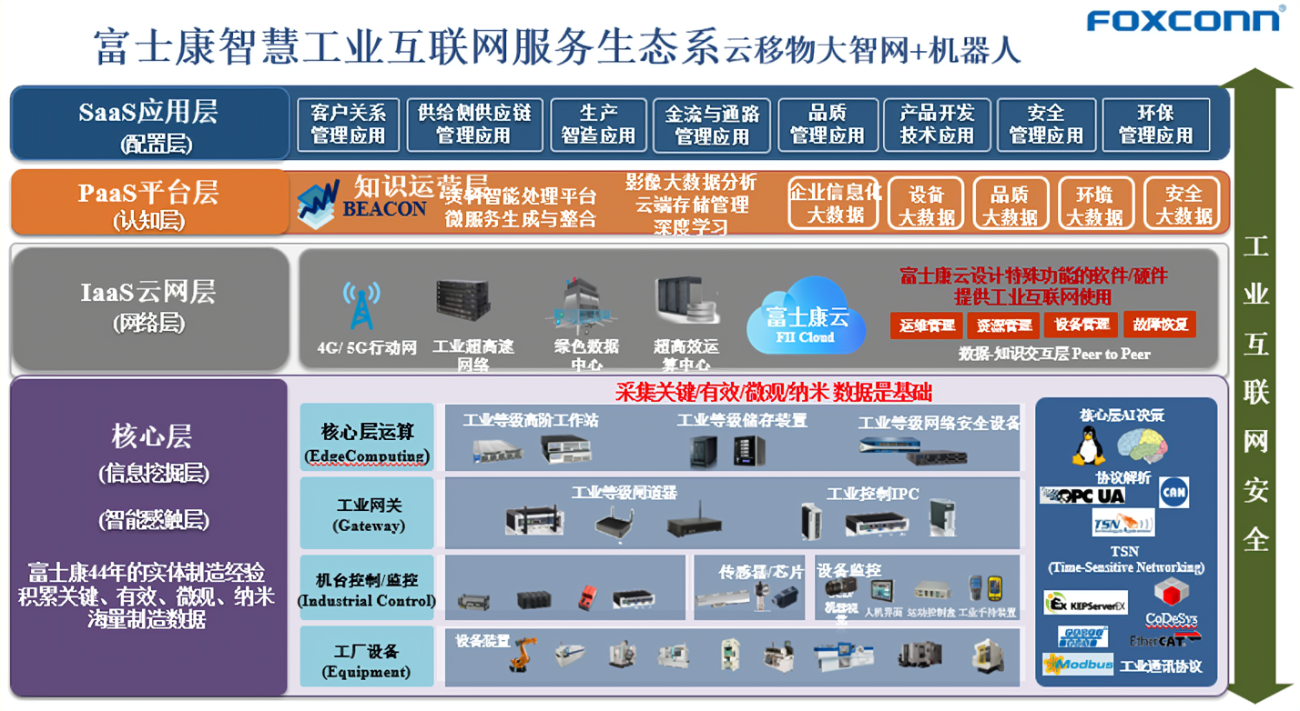 FOXCONN®
富士康智慧工业互联网服务生态系云移物大智网+机器人
SaaS应用层
(配置层)
客户关系
管理应用
供给侧供应链
管理应用
生产
智造应用
金流与通路
管理应用
品质
管理应用
产品开发
技术应用
安全
管理应用
环保
管理应用
PaaS平台层
(认知层)
知识运营层
BEACON
资料智能处理平台
微服务生成与整合
影像大数据分析
云端存储管理
深度学习
企业信息化
大数据
设备
大数据
品质
大数据
环境
大数据
安全
大数据
IaaS云网层
(网络层)
4G/ 5G行动网
工业超高速
网络
绿色数据
中心
超高效运
算中心
富士康云
FII Cloud
富士康云设计特殊功能的软件/硬件
提供工业互联网使用
运维管理
资源管理
设备管理
故障恢复
数据-知识交互层 Peer to Peer
核心层
(信息挖掘层)
(智能感触层)
富士康44年的实体制造经验
积累关键、有效、微观、纳米
海量制造数据
采集关键/有效/微观/纳米 数据是基础
核心层运算
(EdgeComputing)
工业等级高阶工作站
工业等级储存装置
工业等级网络安全设备
工业网关
(Gateway)
工业等级闸道器
工业控制IPC
机台控制/监控
(Industrial Control)
传感器/芯片
设备监控
机器视
觉
人机界面
运动控制盒
工业手持装置
工厂设备
(Equipment)
设备装置
核心层AI决策
协议解析
OPC UA
CAN
TSN
TSN
(Time-Sensitive Networking)
Ex KEPServerEX
CoDeSys
EtherCAT
Modbus
工业通讯协议
工业互联网安全